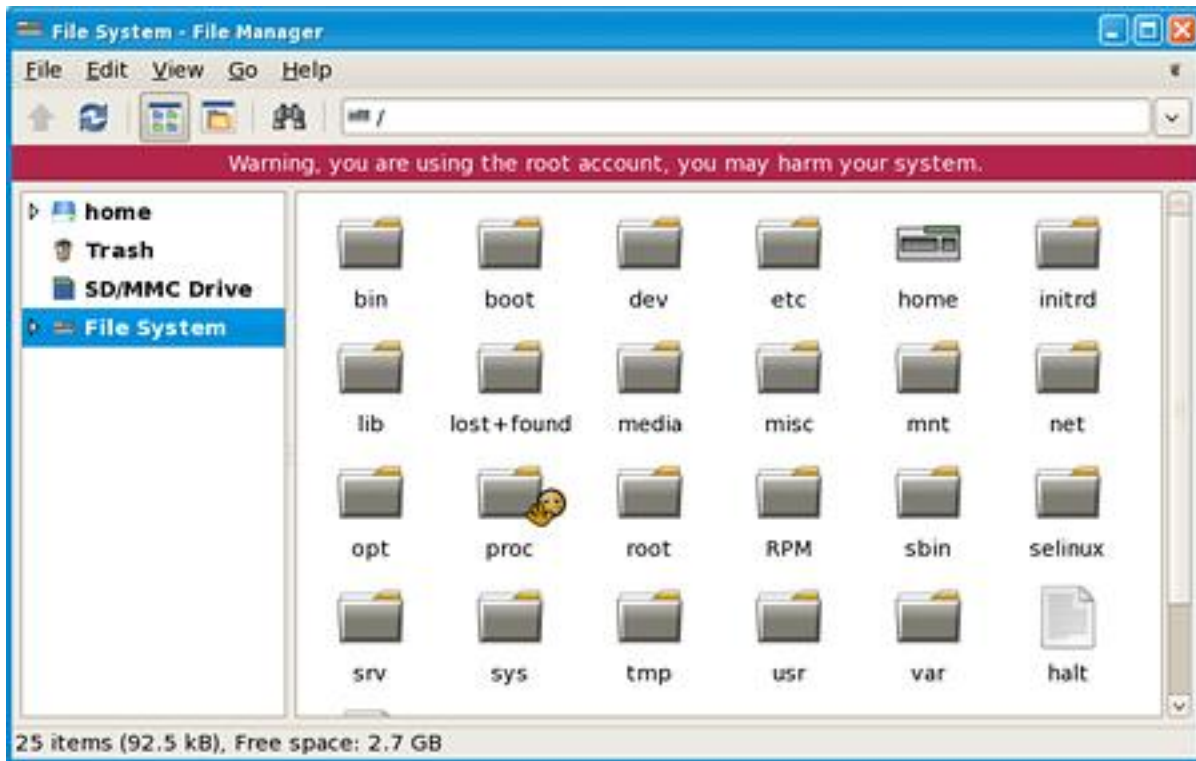 File System - File Manager
File Edit View Go Help
/
Warning, you are using the root account, you may harm your system.
home
Trash
SD/MMC Drive
File System
bin boot dev etc home initrd
lib lost+found media misc mnt net
opt proc root RPM sbin selinux
srv sys tmp usr var halt
25 items (92.5 kB), Free space: 2.7 GB